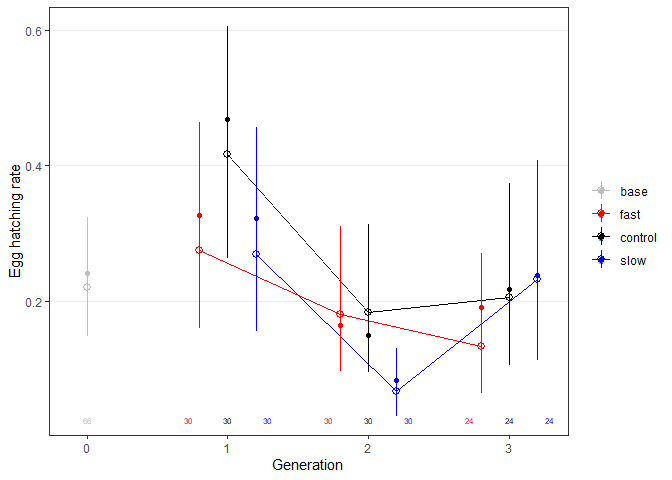 0.6
0.4
0.2
Egg hatching rate
66 30 30 30 30 30 30 24 24 24
0 1 2 3
Generation
base
fast
control
slow